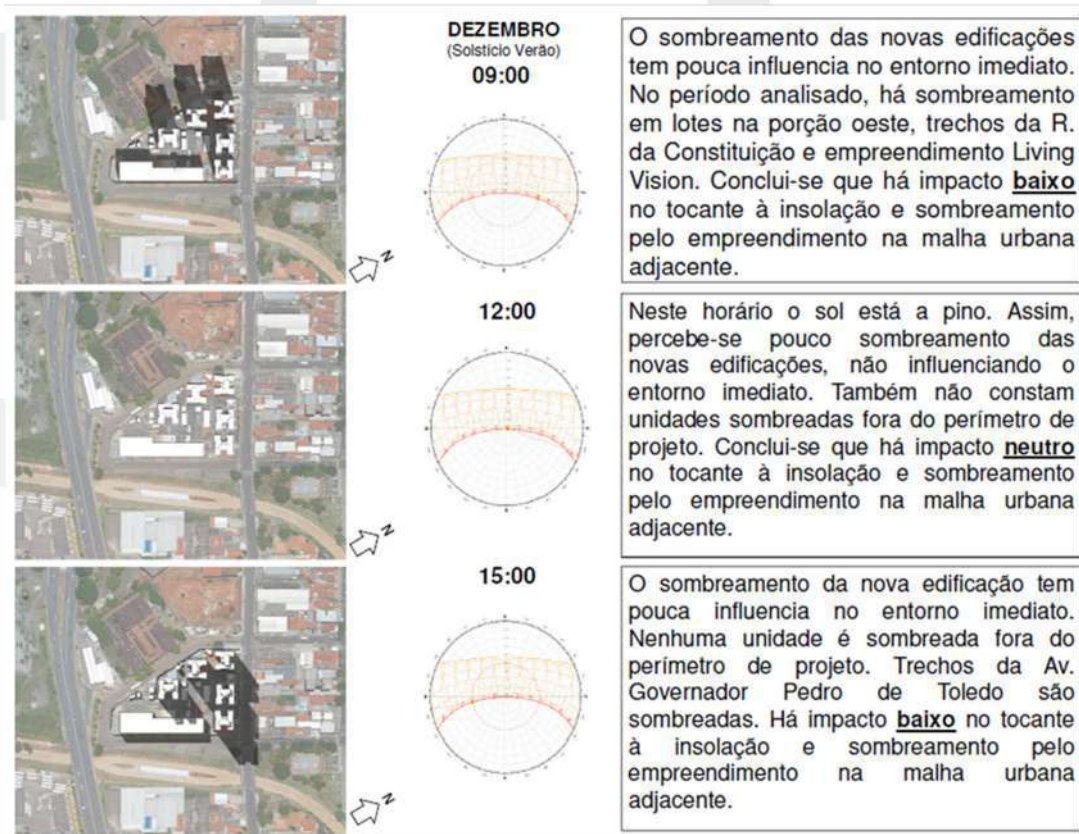 DEZEMBRO
(Solstício Verão)
09:00
O sombreamento das novas edificações
tem pouca influencia no entorno imediato.
No período analisado, há sombreamento
em lotes na porção oeste, trechos da R.
da Constituição e empreendimento Living
Vision. Conclui-se que há impacto baixo
no tocante à insolação e sombreamento
pelo empreendimento na malha urbana
adjacente.
N
12:00
Neste horário o sol está a pino. Assim,
percebe-se pouco sombreamento das
novas edificações, não influenciando o
entorno imediato. Também não constam
unidades sombreadas fora do perímetro de
projeto. Conclui-se que há impacto neutro
no tocante à insolação e sombreamento
pelo empreendimento na malha urbana
adjacente.
N
15:00
O sombreamento da nova edificação tem
pouca influencia no entorno imediato.
Nenhuma unidade é sombreada fora do
perímetro de projeto. Trechos da Av.
Governador Pedro de Toledo são
sombreadas. Há impacto baixo no tocante
à insolação e sombreamento pelo
empreendimento na malha urbana
adjacente.
N